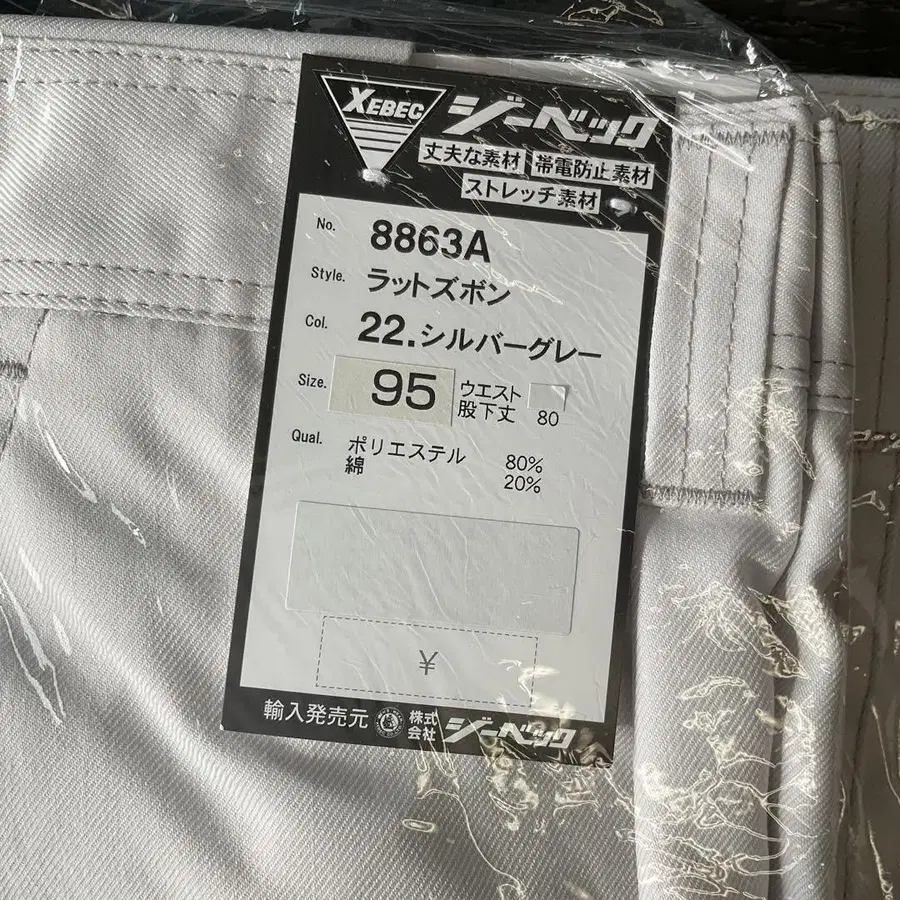 XEBEC ジーベック
丈夫な素材 帯電防止素材
ストレッチ素材
No. 8863A
Style. ラットズボン
Col. 22.シルバーグレー
Size. 95 ウエスト
股下丈 80
Qual. ポリエステル 80%
綿 20%
¥
輸入発売元 株式会社 ジーベック